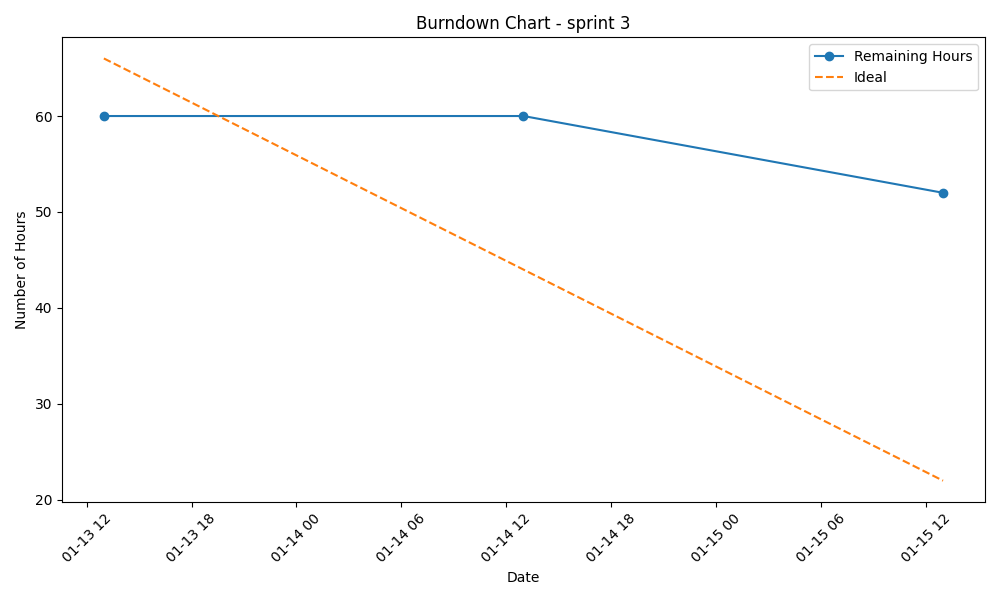 Burndown Chart - sprint 3
Remaining Hours
Ideal
Number of Hours
60
50
40
30
20
01-13 12
01-13 18
01-14 00
01-14 06
01-14 12
01-14 18
01-15 00
01-15 06
01-15 12
Date